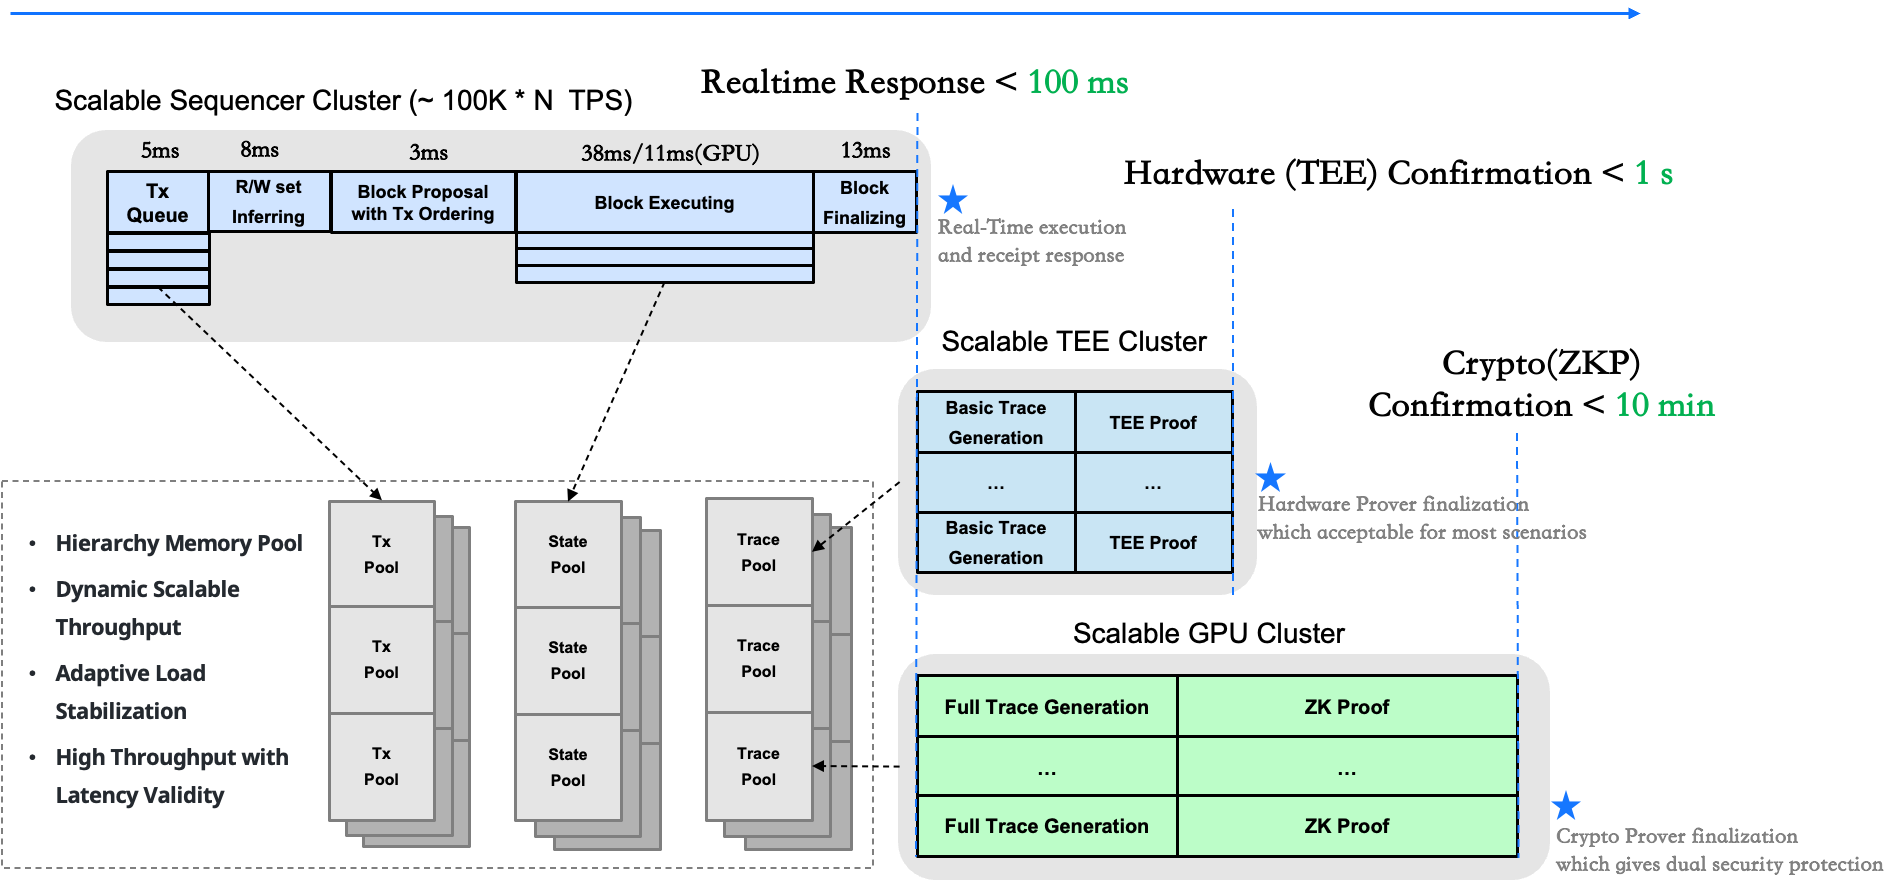 Realtime Response < 100 ms
Scalable Sequencer Cluster (~ 100K * N  TPS)
5ms
8ms
3ms
38ms/11ms(GPU)
13ms
Tx
Queue
R/W set
Inferring
Block Proposal
with Tx Ordering
Block Executing
Block
Finalizing
Real-Time execution
and receipt response
Hardware (TEE) Confirmation < 1 s
Scalable TEE Cluster
Basic Trace
Generation
TEE Proof
...
...
Basic Trace
Generation
TEE Proof
Hardware Prover finalization
which acceptable for most scenarios
Crypto(ZKP)
Confirmation < 10 min
• Hierarchy Memory Pool
• Dynamic Scalable
Throughput
• Adaptive Load
Stabilization
• High Throughput with
Latency Validity
Tx
Pool
Tx
Pool
Tx
Pool
State
Pool
State
Pool
State
Pool
Trace
Pool
Trace
Pool
Trace
Pool
Scalable GPU Cluster
Full Trace Generation
ZK Proof
...
...
Full Trace Generation
ZK Proof
Crypto Prover finalization
which gives dual security protection